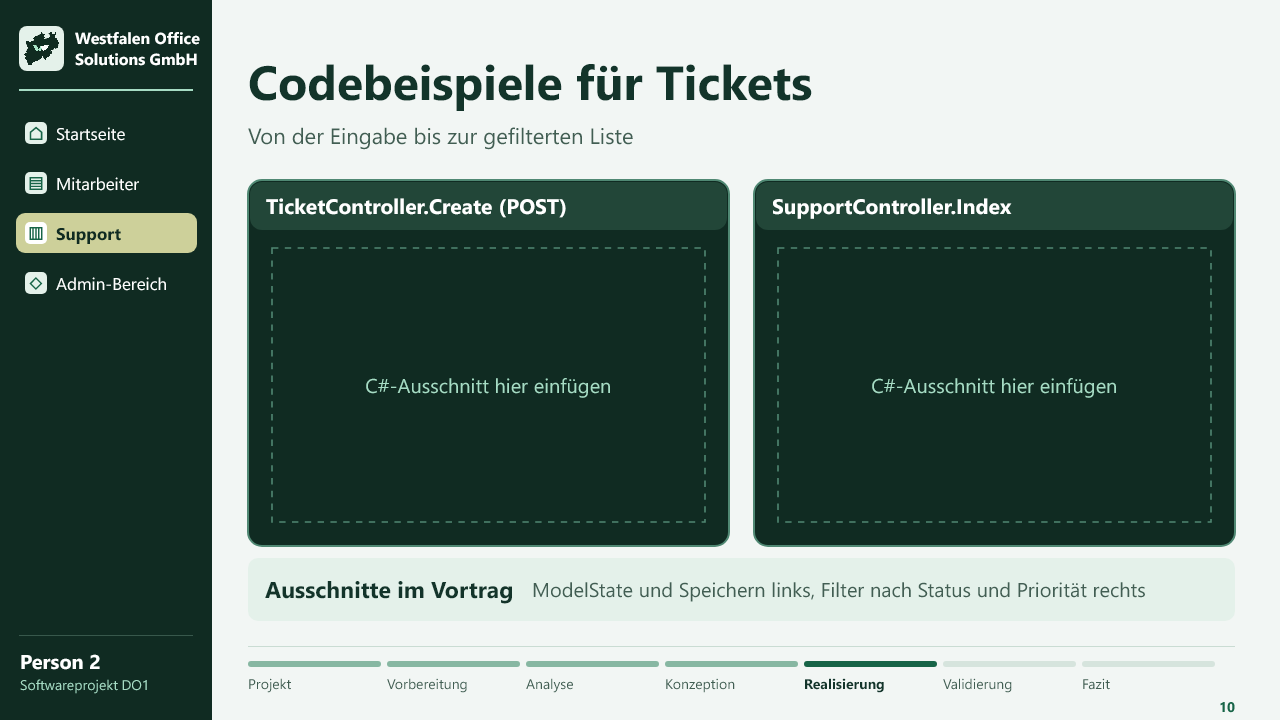 Westfalen Office
Solutions GmbH
Startseite
Mitarbeiter
Support
Admin-Bereich
Person 2
Softwareprojekt DO1
Codebeispiele für Tickets
Von der Eingabe bis zur gefilterten Liste
TicketController.Create (POST)
C#-Ausschnitt hier einfügen
SupportController.Index
C#-Ausschnitt hier einfügen
Ausschnitte im Vortrag ModelState und Speichern links, Filter nach Status und Priorität rechts
Projekt Vorbereitung Analyse Konzeption Realisierung Validierung Fazit
10